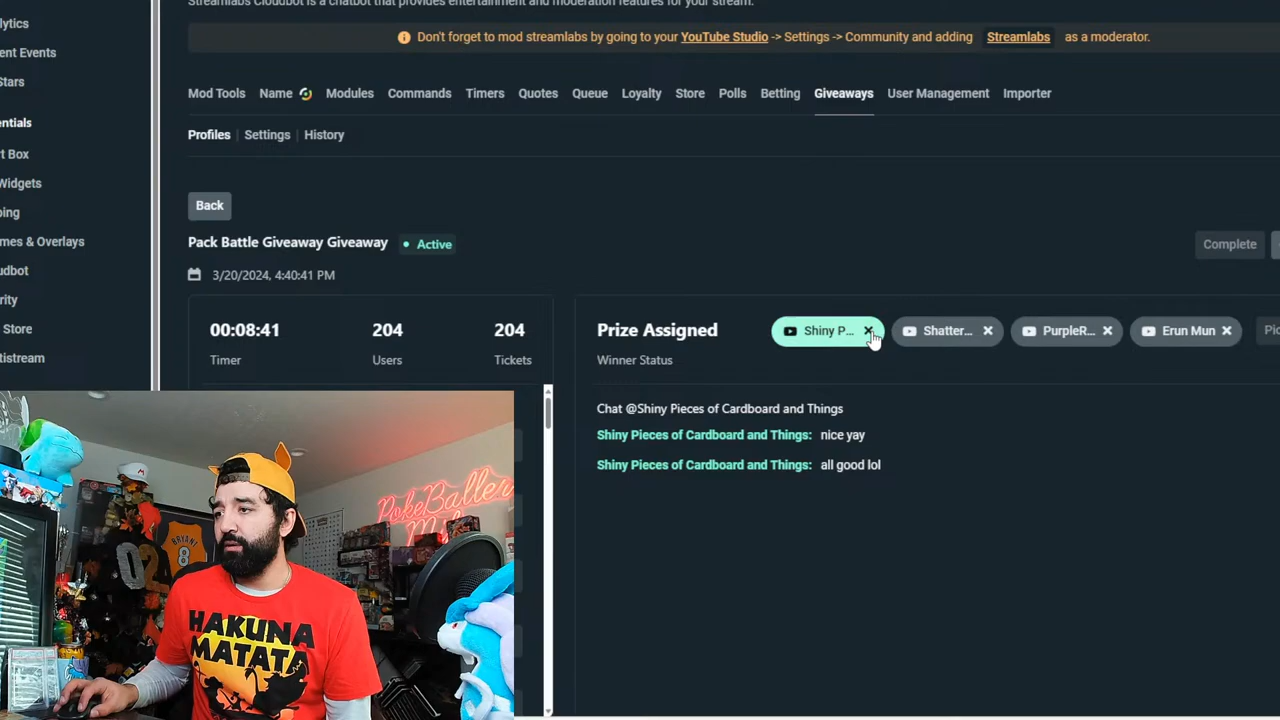 Streamlabs Cloudbot is a chatbot that provides entertainment and moderation features for your stream.
Don't forget to mod streamlabs by going to your YouTube Studio -> Settings -> Community and adding Streamlabs as a moderator.
Mod Tools Name Modules Commands Timers Quotes Queue Loyalty Store Polls Betting Giveaways User Management Importer
Profiles Settings History
lytics
ent Events
Stars
entials
rt Box
Widgets
ping
mes & Overlays
udbot
rity
Store
ltistream
Back
Pack Battle Giveaway Giveaway • Active
Complete
3/20/2024, 4:40:41 PM
00:08:41 204 204
Timer Users Tickets
Prize Assigned Shiny P... Shatter... PurpleR... Erun Mun Pic
Winner Status
Chat @Shiny Pieces of Cardboard and Things
Shiny Pieces of Cardboard and Things: nice yay
Shiny Pieces of Cardboard and Things: all good lol
PokeBaller
BRYANT
8
HAKUNA
MATATA